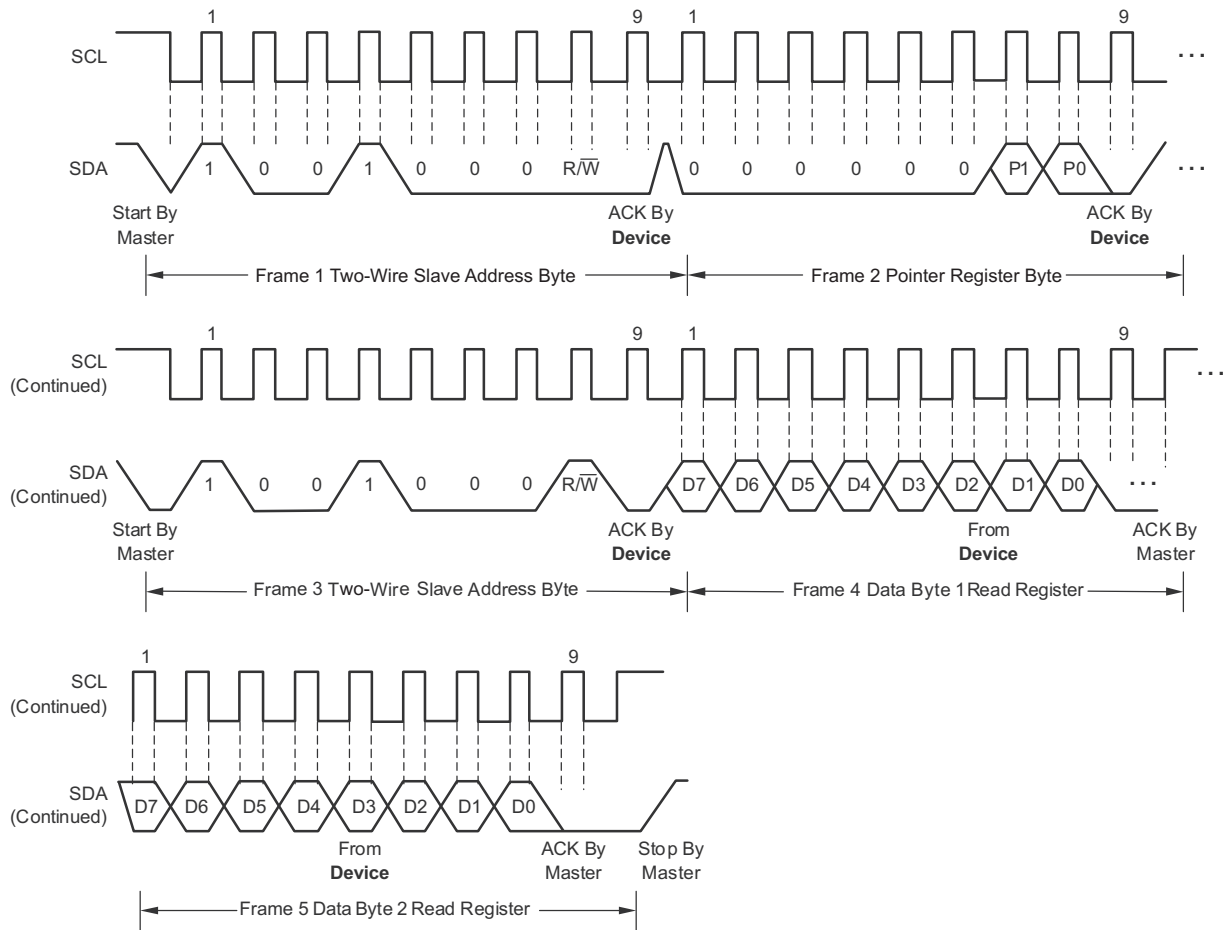 1 9 1 9
SCL
...
SDA 1 0 0 1 0 0 0 R/W̅ 0 0 0 0 0 0 P1 P0 ...
Start By ACK By ACK By
Master Device Device
Frame 1 Two-Wire Slave Address Byte Frame 2 Pointer Register Byte
1 9 1 9
SCL
(Continued) ...
SDA
(Continued) 1 0 0 1 0 0 0 R/W̅ D7 D6 D5 D4 D3 D2 D1 D0 ...
Start By ACK By From ACK By
Master Device Device Master
Frame 3 Two-Wire Slave Address Byte Frame 4 Data Byte 1 Read Register
1 9
SCL
(Continued)
SDA
(Continued) D7 D6 D5 D4 D3 D2 D1 D0
From ACK By Stop By
Device Master Master
Frame 5 Data Byte 2 Read Register